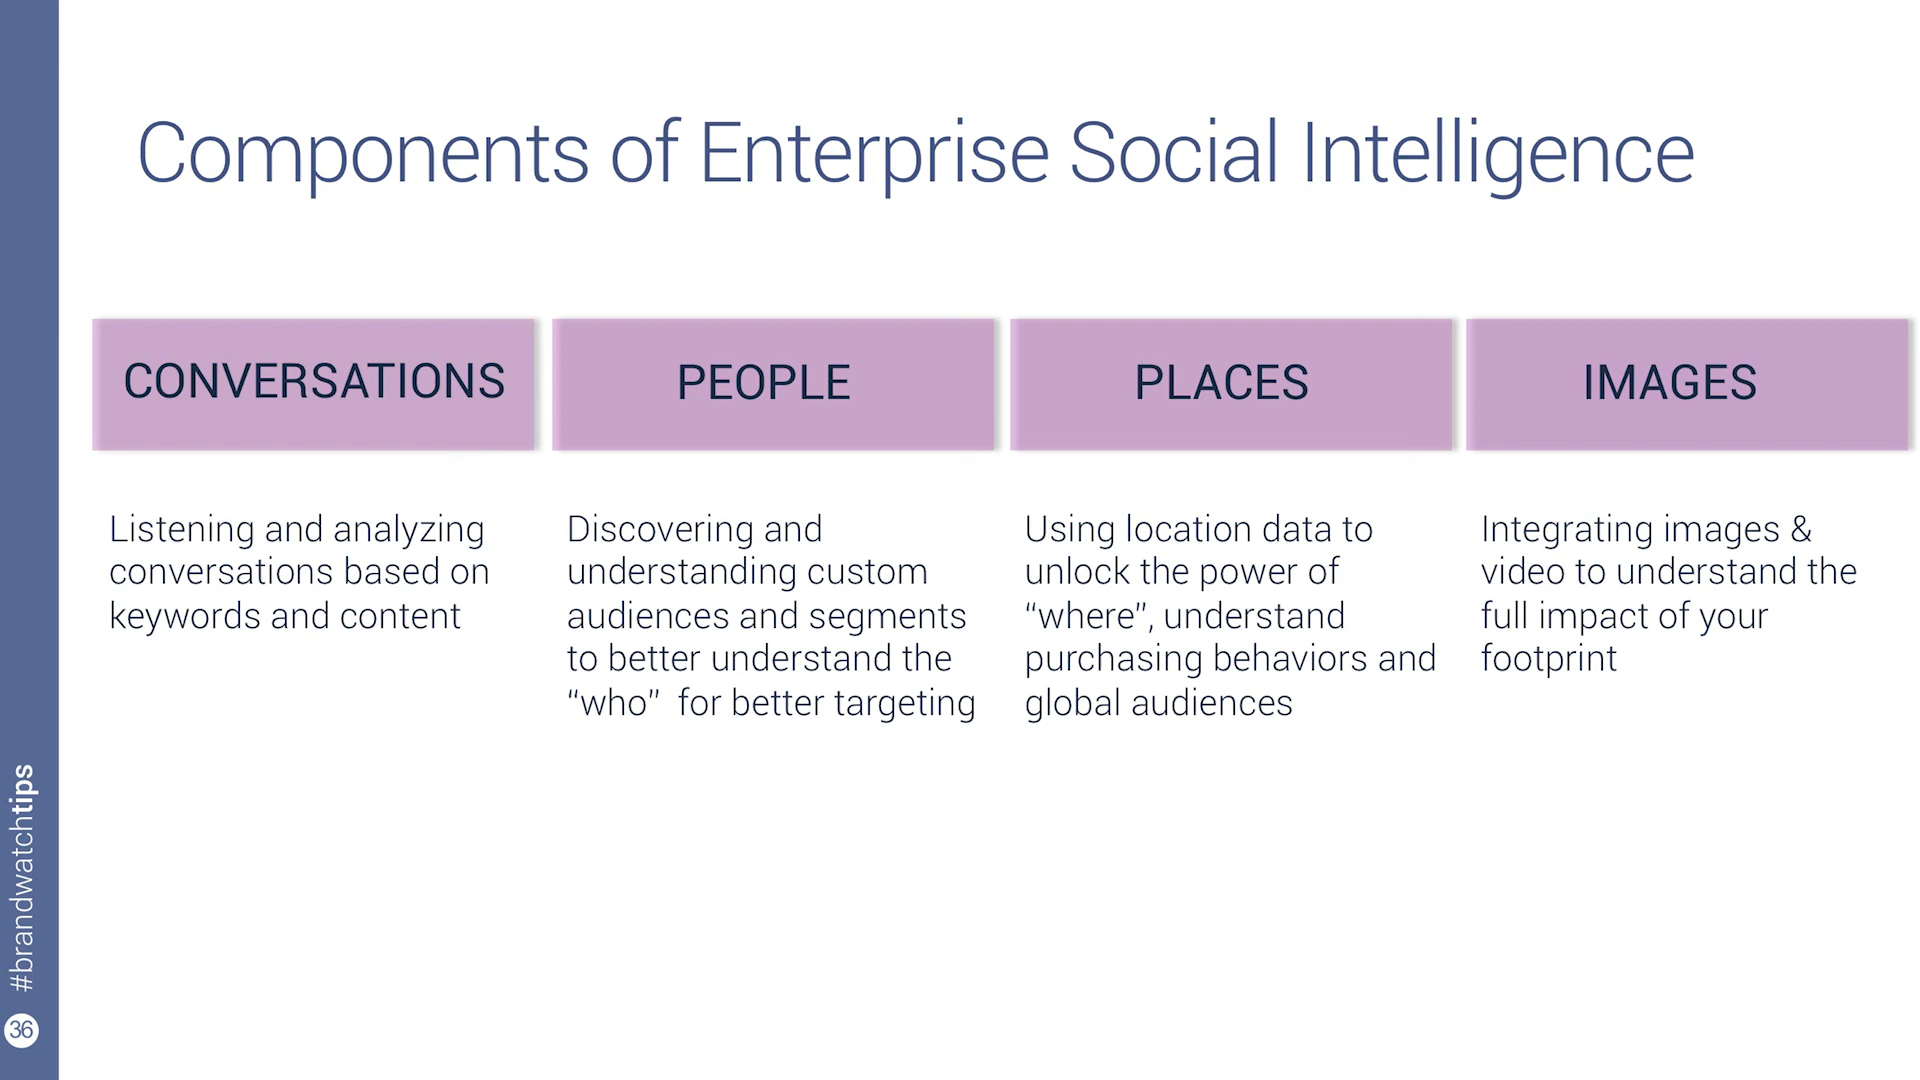 Components of Enterprise Social Intelligence
CONVERSATIONS
Listening and analyzing
conversations based on
keywords and content
PEOPLE
Discovering and
understanding custom
audiences and segments
to better understand the
“who”  for better targeting
PLACES
Using location data to
unlock the power of
“where”, understand
purchasing behaviors and
global audiences
IMAGES
Integrating images &
video to understand the
full impact of your
footprint
#brandwatchtips
36